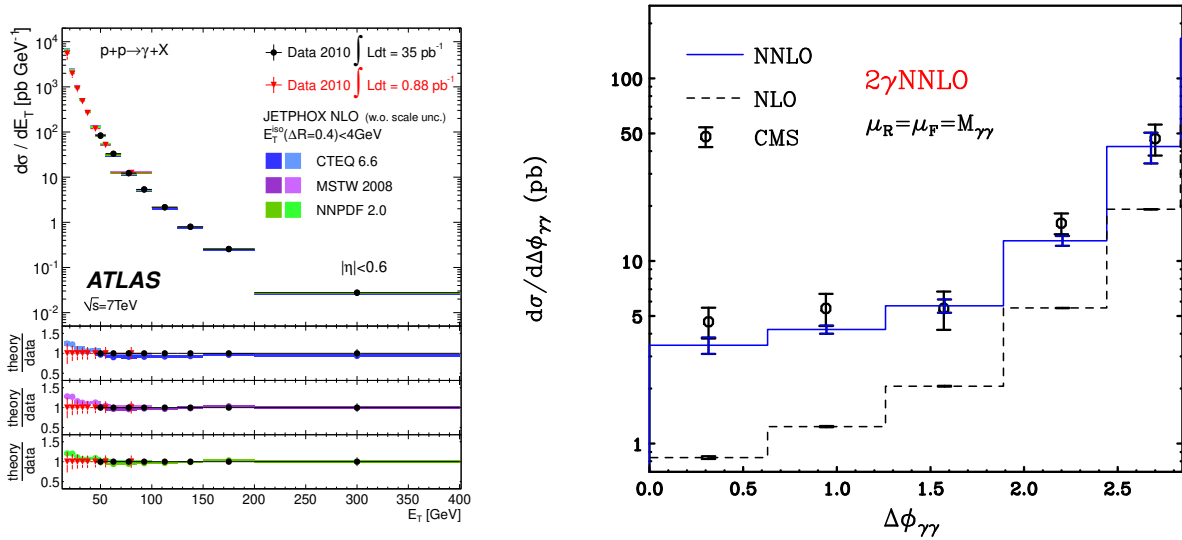 p+p→γ+X
Data 2010 ∫ Ldt = 35 pb⁻¹
Data 2010 ∫ Ldt = 0.88 pb⁻¹
JETPHOX NLO (w.o. scale unc.)
E_T^iso(ΔR=0.4)<4GeV
CTEQ 6.6
MSTW 2008
NNPDF 2.0
|η|<0.6
ATLAS
√s=7TeV
dσ / dE_T [pb GeV⁻¹]
10⁴
10³
10²
10
1
10⁻¹
10⁻²
theory/data
1.5
1
0.5
theory/data
1.5
1
0.5
theory/data
1.5
1
0.5
50 100 150 200 250 300 350 400
E_T [GeV]
NNLO
NLO
CMS
2γNNLO
μ_R=μ_F=M_γγ
dσ/dΔϕ_γγ (pb)
100
50
10
5
1
0.0 0.5 1.0 1.5 2.0 2.5
Δϕ_γγ